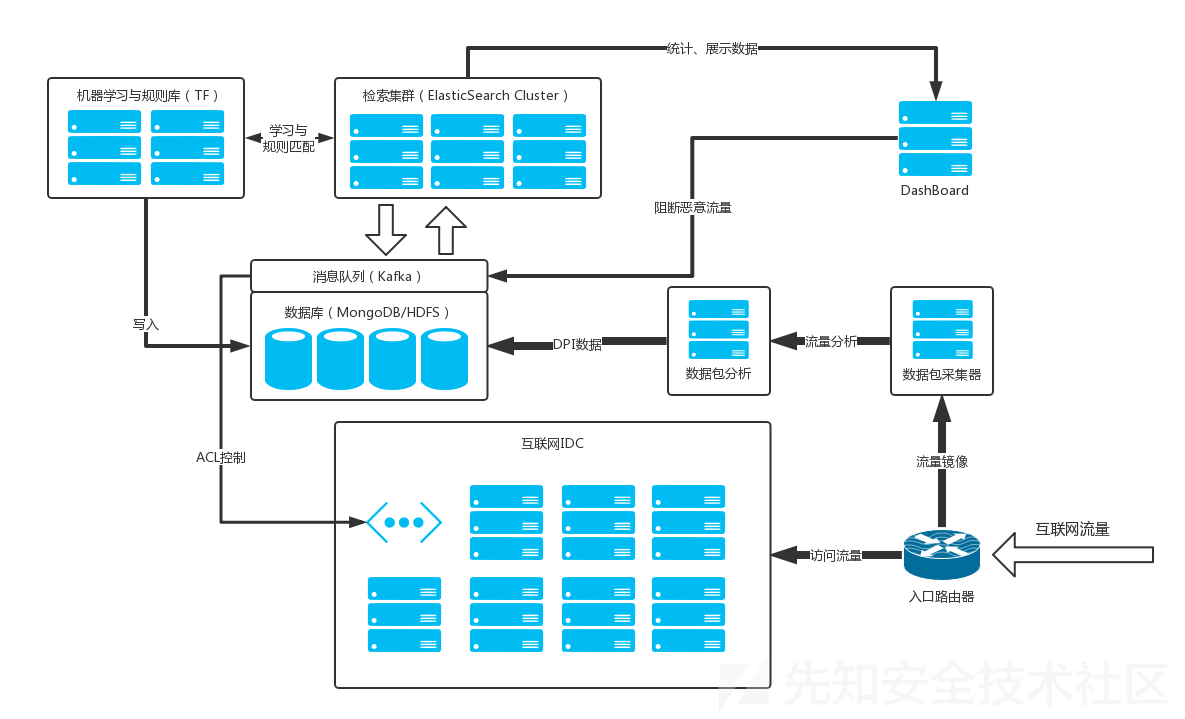 统计、展示数据
机器学习与规则库（TF）
检索集群（ElasticSearch Cluster）
学习与
规则匹配
DashBoard
阻断恶意流量
消息队列（Kafka）
数据库（MongoDB/HDFS）
写入
DPI数据
流量分析
数据包分析
数据包采集器
互联网IDC
ACL控制
流量镜像
互联网流量
访问流量
入口路由器
先知安全技术社区